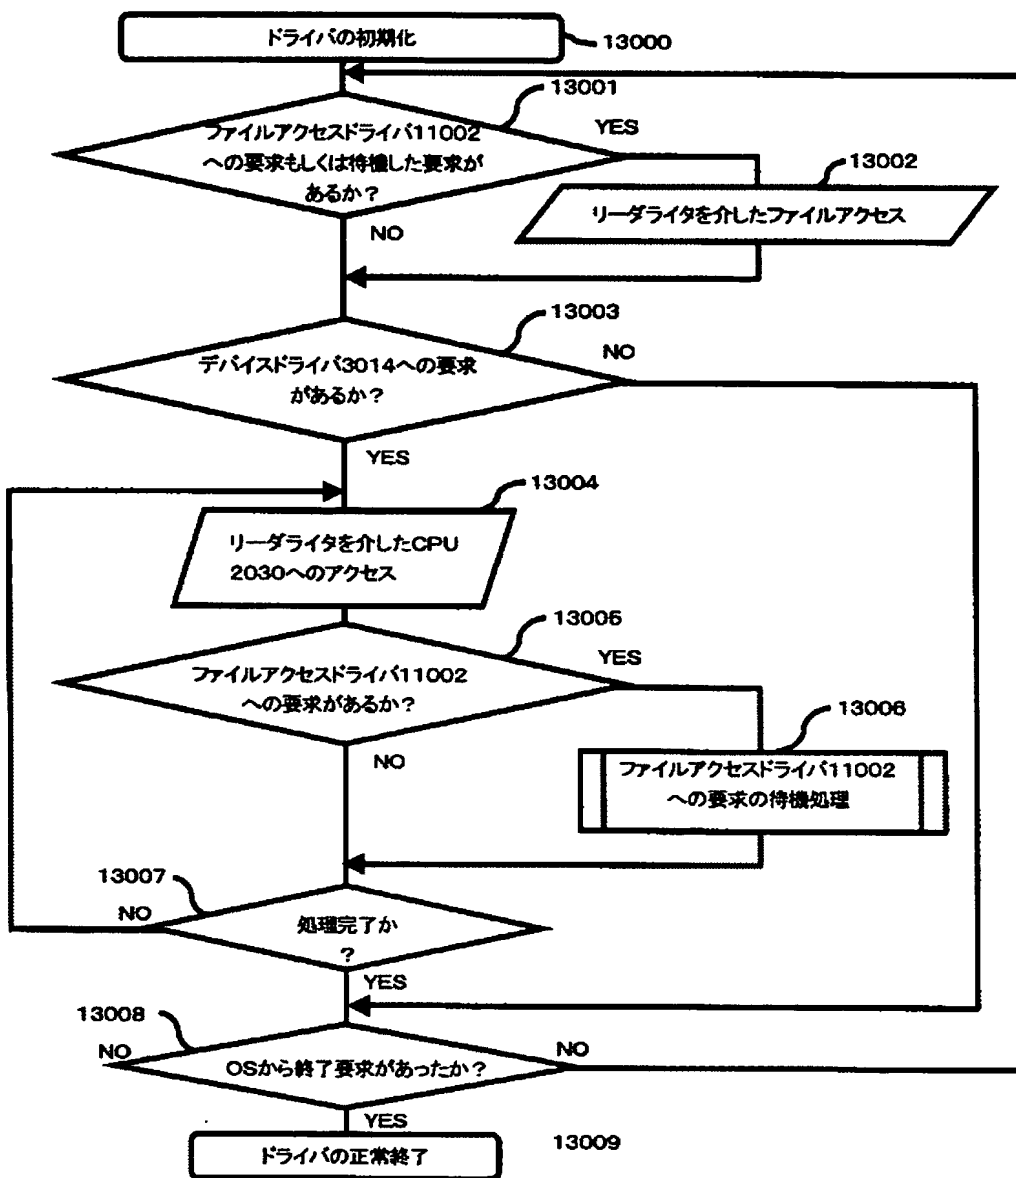 ドライバの初期化
13000
13001
ファイルアクセスドライバ11002
への要求もしくは待機した要求が
あるか?
YES
13002
リーダライタを介したファイルアクセス
NO
13003
デバイスドライバ3014への要求
があるか?
NO
YES
13004
リーダライタを介したCPU
2030へのアクセス
13005
ファイルアクセスドライバ11002
への要求があるか?
YES
13006
ファイルアクセスドライバ11002
への要求の待機処理
NO
13007
NO
処理完了か
?
YES
13008
NO
OSから終了要求があったか?
NO
YES
ドライバの正常終了
13009